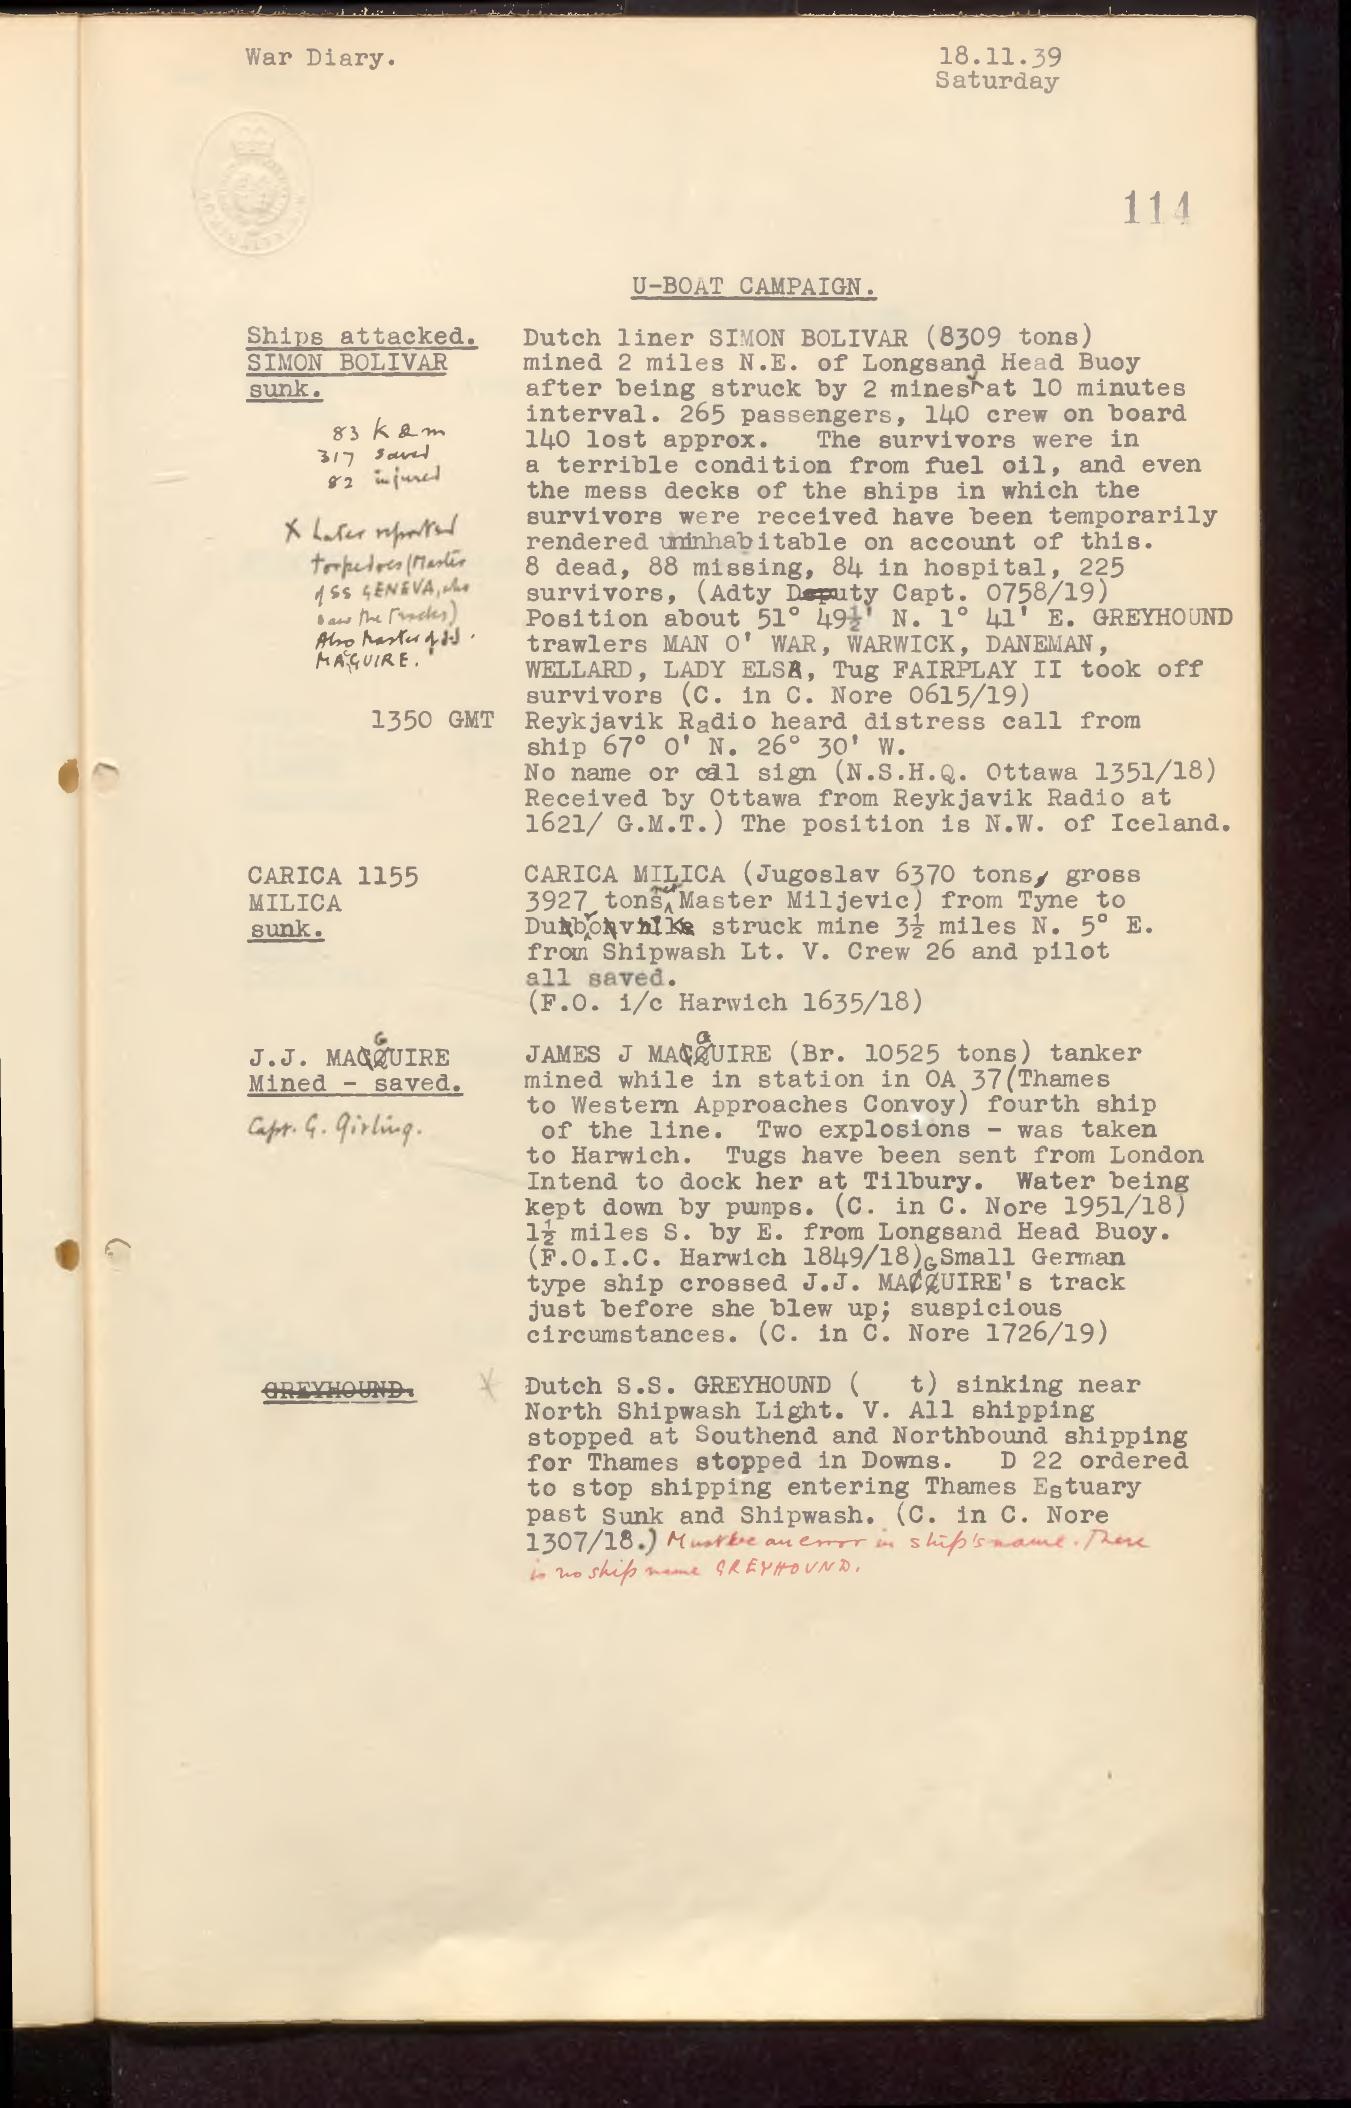 War Diary.
18.11.39
Saturday
114
U-BOAT CAMPAIGN.
Ships attacked.
SIMON BOLIVAR
sunk.
83 K & m
317 saved
82 injured
X Later reported
torpedoes (Master
of SS GENEVA, who
saw the tracks)
Also Master of J.J.
MAGUIRE.
Dutch liner SIMON BOLIVAR (8309 tons)
mined 2 miles N.E. of Longsand Head Buoy
after being struck by 2 mines at 10 minutes
interval. 265 passengers, 140 crew on board
140 lost approx. The survivors were in
a terrible condition from fuel oil, and even
the mess decks of the ships in which the
survivors were received have been temporarily
rendered uninhabitable on account of this.
8 dead, 88 missing, 84 in hospital, 225
survivors, (Adty Deputy Capt. 0758/19)
Position about 51° 49½' N. 1° 41' E. GREYHOUND
trawlers MAN O' WAR, WARWICK, DANEMAN,
WELLARD, LADY ELSA, Tug FAIRPLAY II took off
survivors (C. in C. Nore 0615/19)
1350 GMT
Reykjavik Radio heard distress call from
ship 67° 0' N. 26° 30' W.
No name or call sign (N.S.H.Q. Ottawa 1351/18)
Received by Ottawa from Reykjavik Radio at
1621/ G.M.T.) The position is N.W. of Iceland.
CARICA 1155
MILICA
sunk.
CARICA MILICA (Jugoslav 6370 tons, gross
3927 tons net Master Miljevic) from Tyne to
struck mine 3½ miles N. 5° E.
from Shipwash Lt. V. Crew 26 and pilot
all saved.
(F.O. i/c Harwich 1635/18)
J.J. MAGUIRE
Mined - saved.
Capt. G. Girling.
JAMES J MAGUIRE (Br. 10525 tons) tanker
mined while in station in OA 37(Thames
to Western Approaches Convoy) fourth ship
of the line. Two explosions - was taken
to Harwich. Tugs have been sent from London
Intend to dock her at Tilbury. Water being
kept down by pumps. (C. in C. Nore 1951/18)
1½ miles S. by E. from Longsand Head Buoy.
(F.O.I.C. Harwich 1849/18) Small German
type ship crossed J.J. MAGUIRE's track
just before she blew up; suspicious
circumstances. (C. in C. Nore 1726/19)
GREYHOUND.
Dutch S.S. GREYHOUND ( t) sinking near
North Shipwash Light. V. All shipping
stopped at Southend and Northbound shipping
for Thames stopped in Downs. D 22 ordered
to stop shipping entering Thames Estuary
past Sunk and Shipwash. (C. in C. Nore
1307/18.) Must be an error in ship's name. There
is no ship name GREYHOUND.